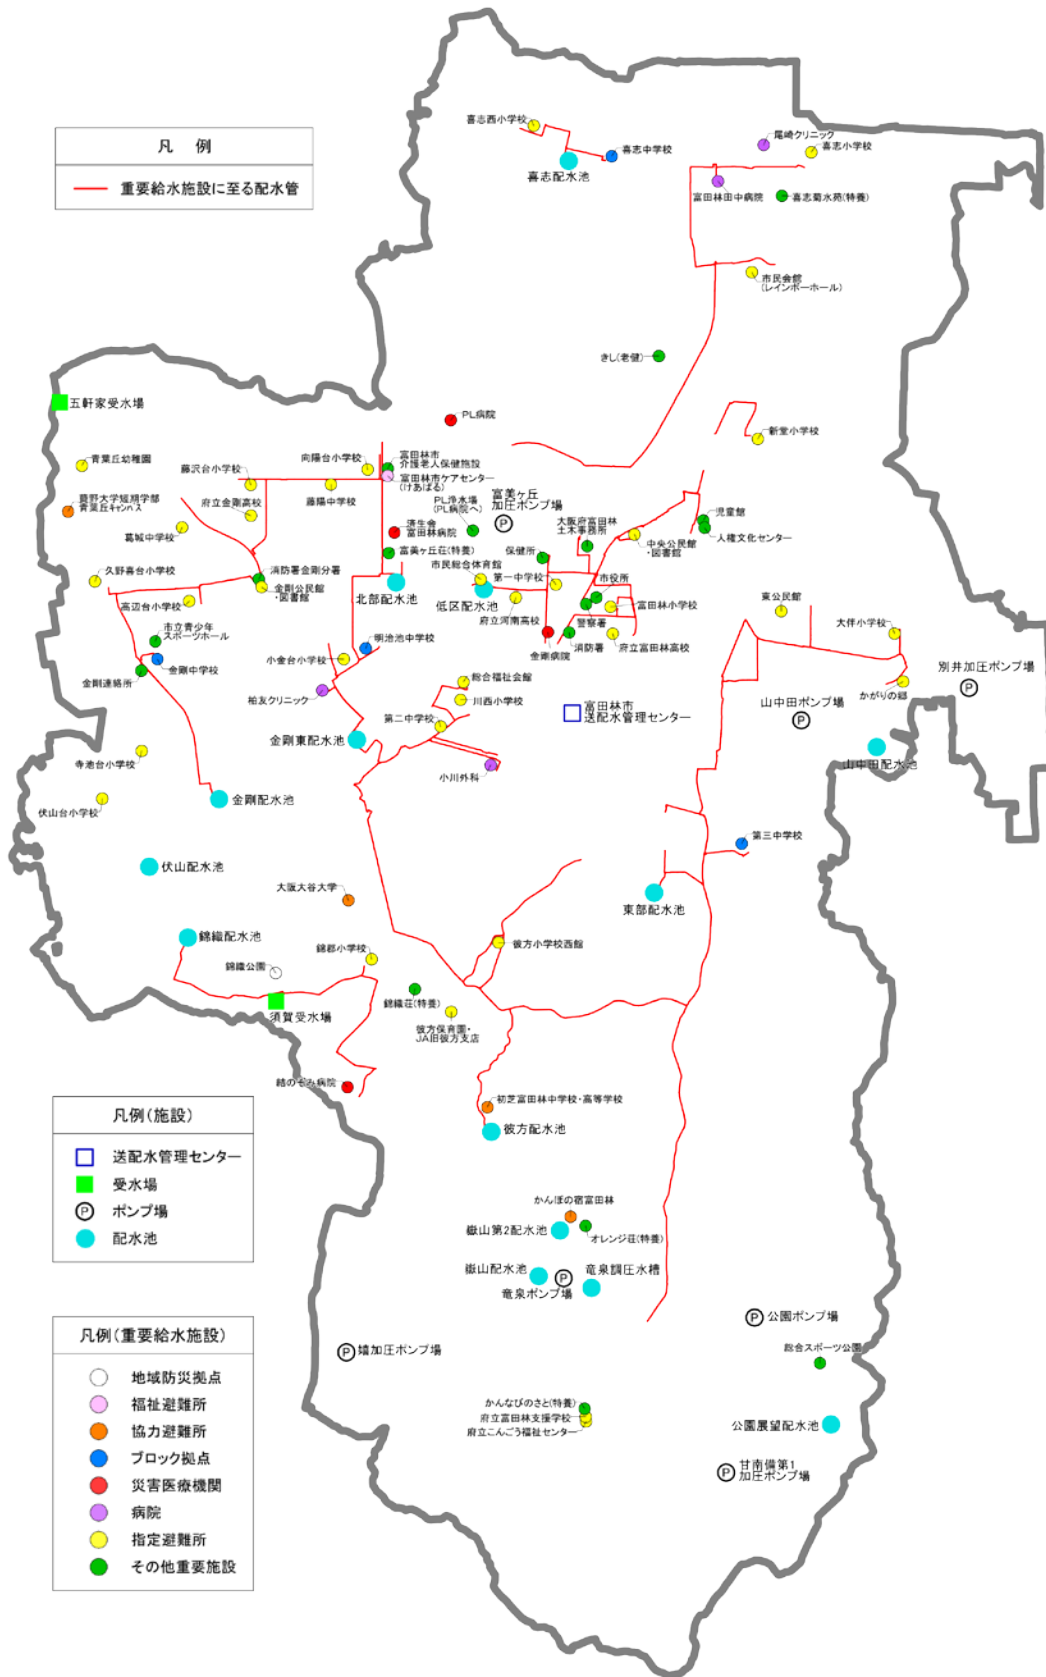 凡 例
重要給水施設に至る配水管
喜志西小学校
喜志中学校
喜志配水池
尾崎クリニック
喜志小学校
富田林田中病院
喜志菊水苑(特養)
市民会館
(レインボーホール)
きし(老健)
五軒家受水場
PL病院
新堂小学校
青葉丘幼稚園
藤沢台小学校
向陽台小学校
富田林市
介護老人保健施設
富田林市ケアセンター
(けあぱる)
藤陽中学校
府立金剛高校
葛城中学校
青葉丘キャンパス
PL浄水場
(PL病院へ)
富美ヶ丘
加圧ポンプ場
済生会
富田林病院
大阪府富田林
土木事務所
児童館
人権文化センター
中央公民館
・図書館
富美ヶ丘荘(特養)
保健所
市民総合体育館
第一中学校
久野喜台小学校
消防署金剛分署
金剛公民館
・図書館
北部配水池
低区配水池
市役所
富田林小学校
高辺台小学校
府立河南高校
警察署
東公民館
市立青少年
スポーツホール
金剛中学校
金剛連絡所
小金台小学校
明治池中学校
金剛病院
消防署
府立富田林高校
大伴小学校
別井加圧ポンプ場
かがりの郷
総合福祉会館
川西小学校
柏友クリニック
第二中学校
富田林市
送配水管理センター
山中田ポンプ場
山中田配水池
金剛東配水池
寺池台小学校
小川外科
伏山台小学校
金剛配水池
第三中学校
伏山配水池
大阪大谷大学
東部配水池
錦織配水池
錦織公園
錦郡小学校
彼方小学校西館
須賀受水場
錦織荘(特養)
彼方保育園・
JA旧彼方支店
結のぞみ病院
初芝富田林中学校・高等学校
彼方配水池
凡例(施設)
送配水管理センター
受水場
ポンプ場
配水池
かんぽの宿富田林
嶽山第2配水池
オレンジ荘(特養)
嶽山配水池
竜泉調圧水槽
竜泉ポンプ場
公園ポンプ場
嬉加圧ポンプ場
総合スポーツ公園
凡例(重要給水施設)
地域防災拠点
福祉避難所
協力避難所
ブロック拠点
災害医療機関
病院
指定避難所
その他重要施設
かんなびのさと(特養)
府立富田林支援学校
府立こんごう福祉センター
公園展望配水池
甘南備第1
加圧ポンプ場